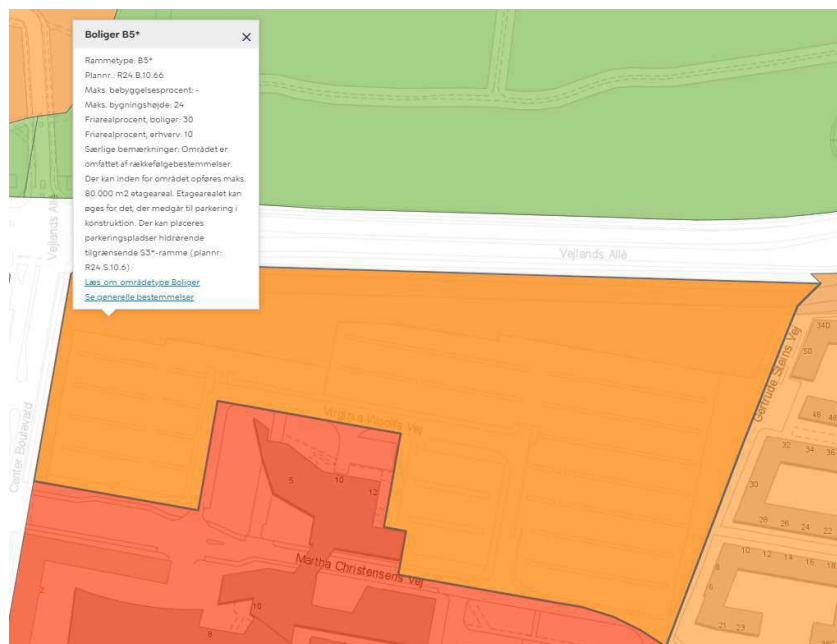 Boliger B5*
Rammetype: B5*
Plannr.: R24.B.10.66
Maks. bebyggelsesprocent: -
Maks. bygningshøjde: 24
Friarealprocent, boliger: 30
Friarealprocent, erhverv: 10
Særlige bemærkninger: Området er
omfattet af rækkefølgebestemmelser.
Der kan inden for området opføres maks.
80.000 m2 etageareal. Etagearealet kan
øges for det, der medgår til parkering i
konstruktion. Der kan placeres
parkeringspladser hidrørende
tilgrænsende S3*-ramme (plannr:
R24.S.10.6).
Læs om områdetype Boliger
Se generelle bestemmelser
Vejlands Allé
Vejlands Allé
Center Boulevard
Virginia Woolfs Vej
Gertrude Steins Vej
Martha Christensens Vej
34D
50
48 46
32 34 36
30
28 26 24 22
10 12 14 16 18
8
6
21 23
5
10
12
2
10
8